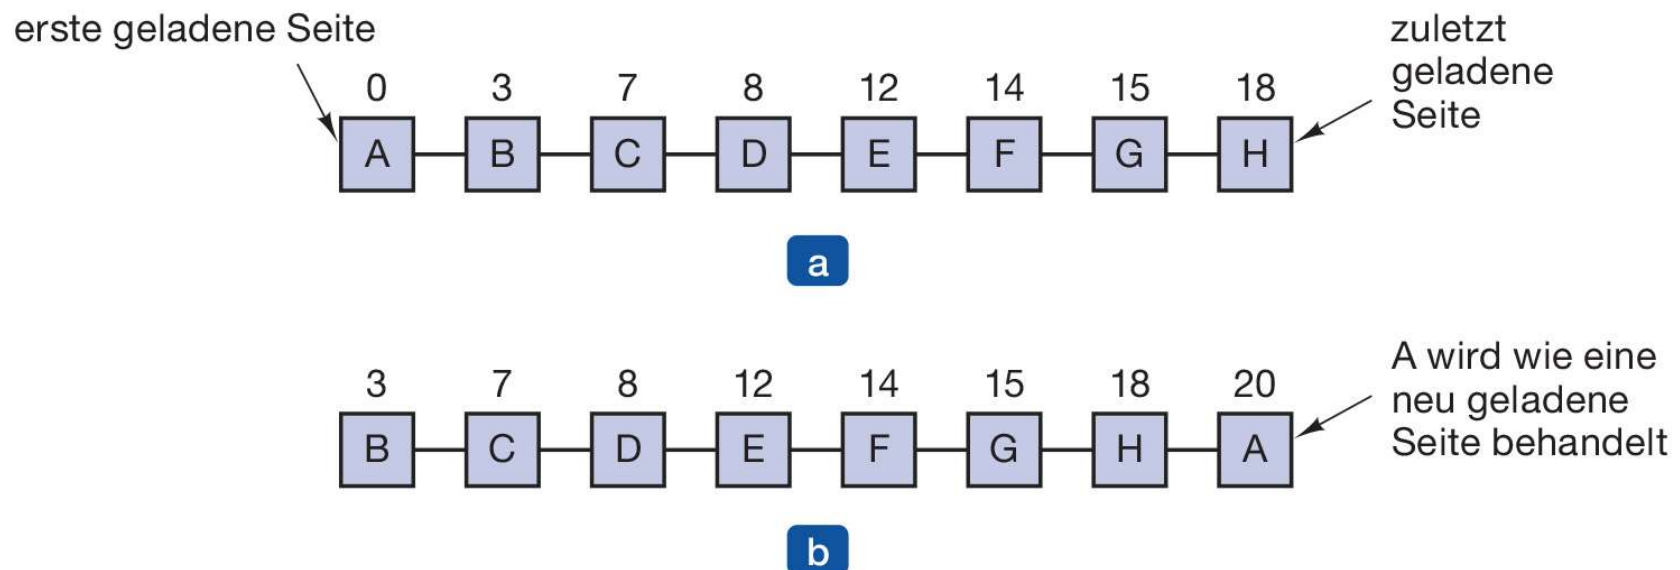 erste geladene Seite
zuletzt
geladene
Seite
0 3 7 8 12 14 15 18
A B C D E F G H
a
A wird wie eine
neu geladene
Seite behandelt
3 7 8 12 14 15 18 20
B C D E F G H A
b